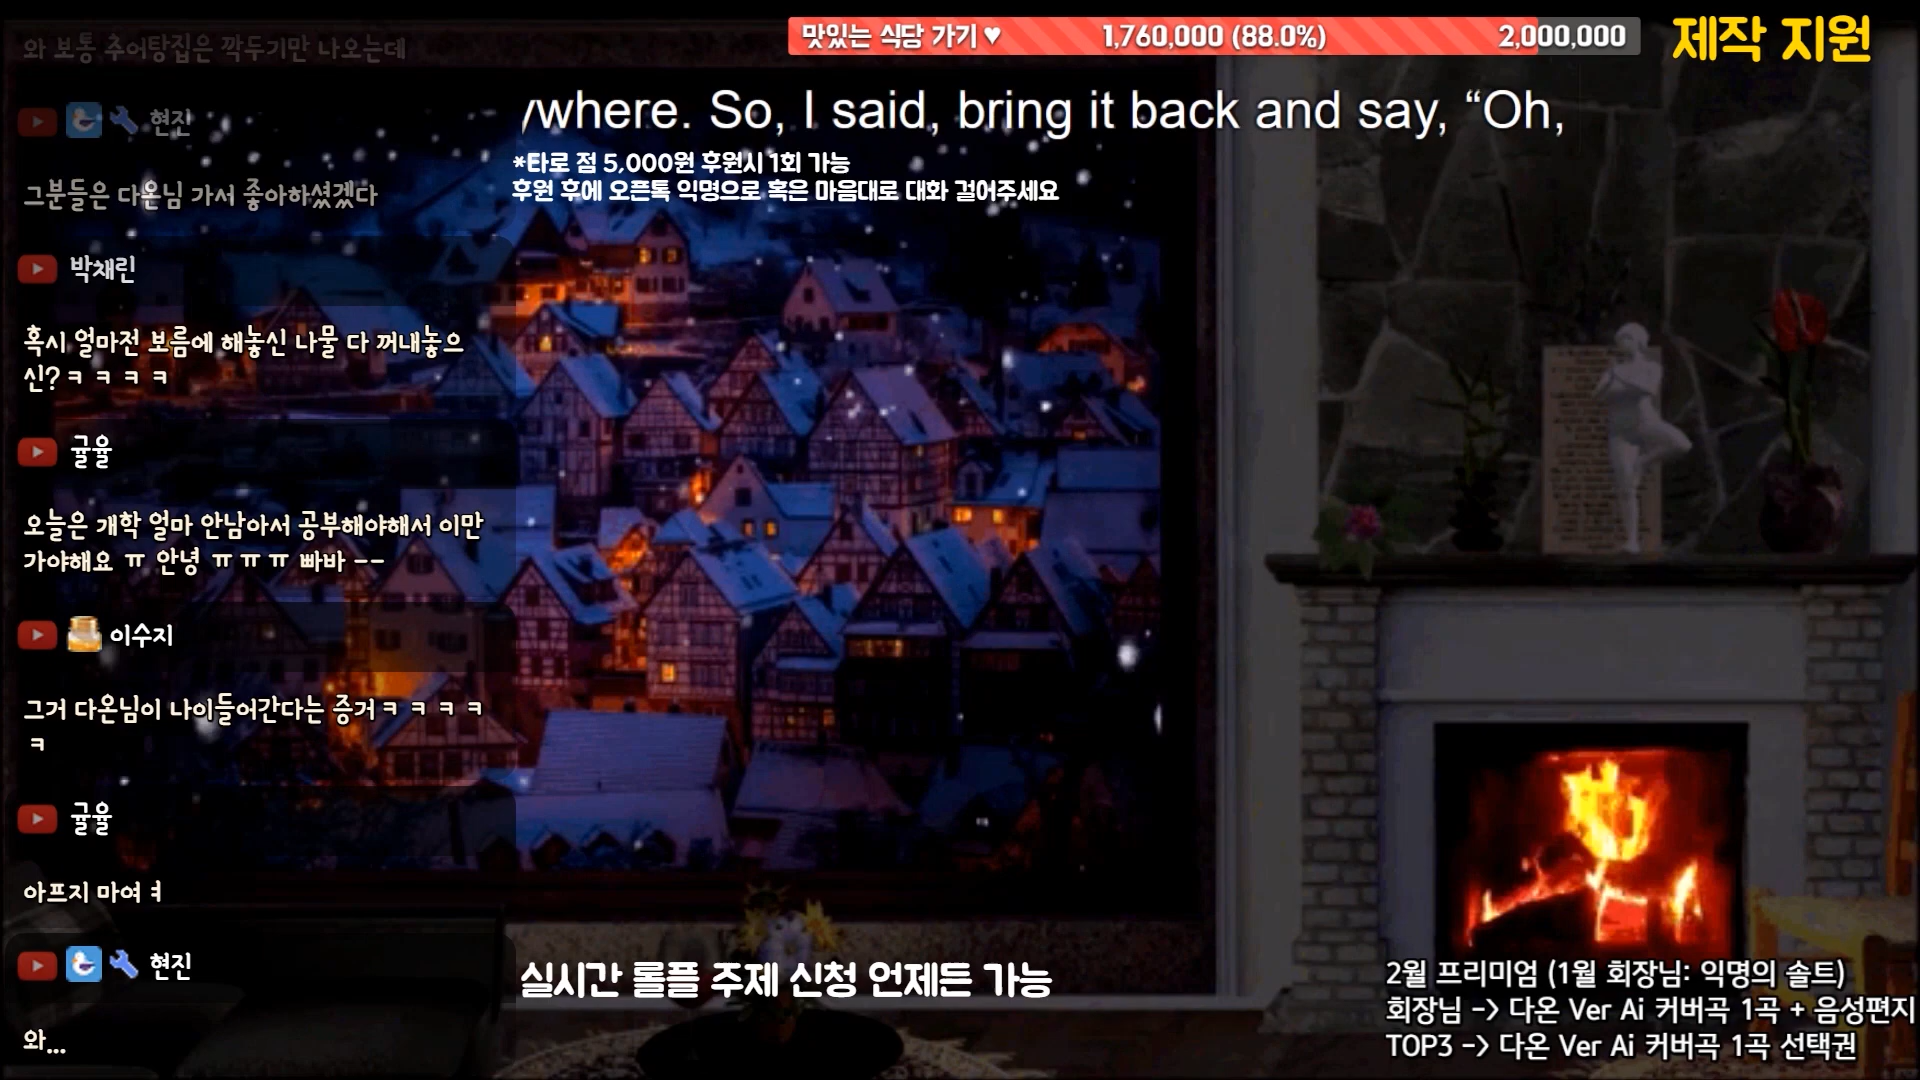 와 보통 추어탕집은 깍두기만 나오는데
현진
그분들은 다온님 가서 좋아하셨겠다
박채린
혹시 얼마전 보름에 해놓신 나물 다 꺼내놓으
신? ㅋ ㅋ ㅋ ㅋ
귤율
오늘은 개학 얼마 안남아서 공부해야해서 이만
가야해요 ㅠ 안녕 ㅠㅠㅠ 빠바 --
이수지
그거 다온님이 나이들어간다는 증거 ㅋ ㅋ ㅋ ㅋ
ㅋ
귤율
아프지 마여 ㅕ
현진
와...
맛있는 식당 가기 ♥ 1,760,000 (88.0%) 2,000,000
제작 지원
ywhere. So, I said, bring it back and say, “Oh,
*타로 점 5,000원 후원시 1회 가능
후원 후에 오픈톡 익명으로 혹은 마음대로 대화 걸어주세요
실시간 롤플 주제 신청 언제든 가능
2월 프리미엄 (1월 회장님: 익명의 솔트)
회장님 -> 다온 Ver Ai 커버곡 1곡 + 음성편지
TOP3 -> 다온 Ver Ai 커버곡 1곡 선택권